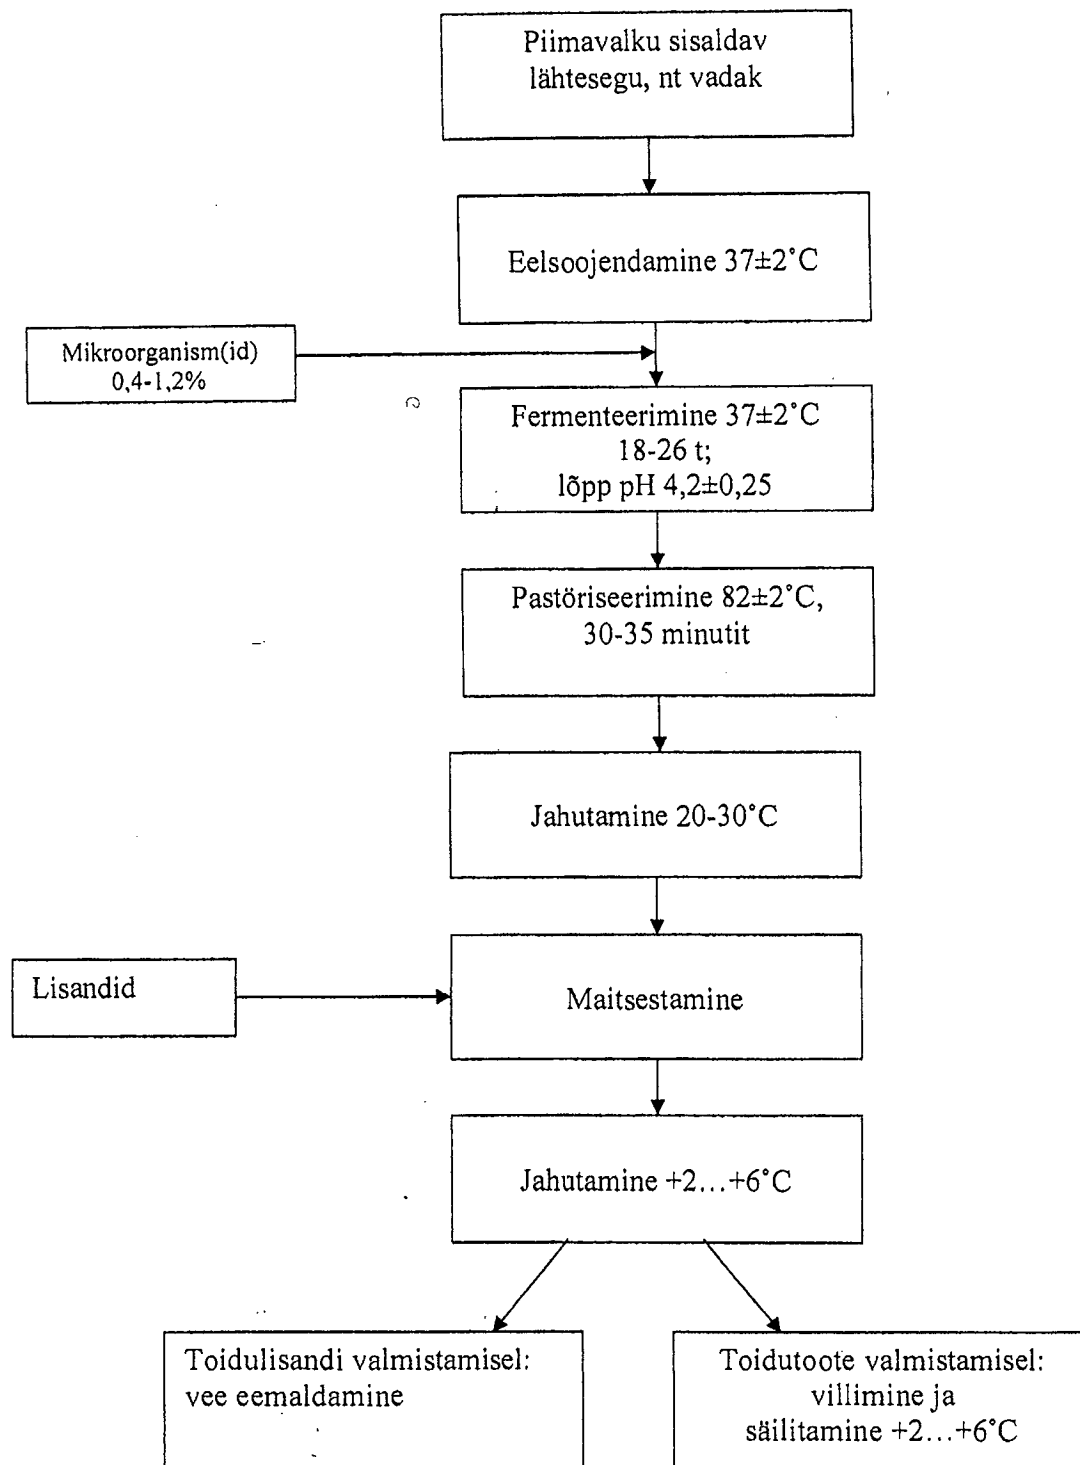 Piimavalku sisaldav
lähtesegu, nt vadak
Eelsoojendamine 37±2°C
Mikroorganism(id)
0,4-1,2%
Fermenteerimine 37±2°C
18-26 t;
lõpp pH 4,2±0,25
Pastöriseerimine 82±2°C,
30-35 minutit
Jahutamine 20-30°C
Lisandid
Maitsestamine
Jahutamine +2…+6°C
Toidulisandi valmistamisel:
vee eemaldamine
Toidutoote valmistamisel:
villimine ja
säilitamine +2…+6°C